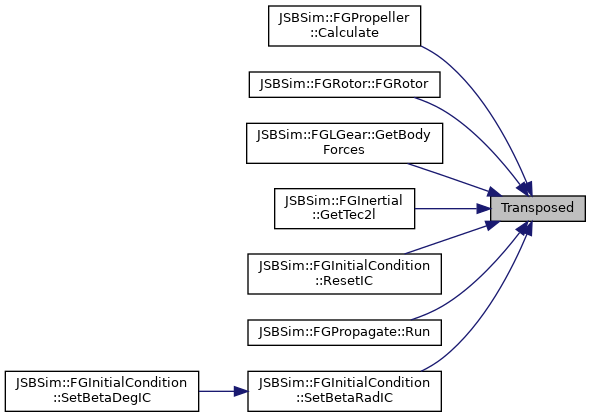 JSBSim::FGPropeller
::Calculate
JSBSim::FGRotor::FGRotor
JSBSim::FGLGear::GetBody
Forces
JSBSim::FGInertial
::GetTec2l
Transposed
JSBSim::FGInitialCondition
::ResetIC
JSBSim::FGPropagate::Run
JSBSim::FGInitialCondition
::SetBetaDegIC
JSBSim::FGInitialCondition
::SetBetaRadIC